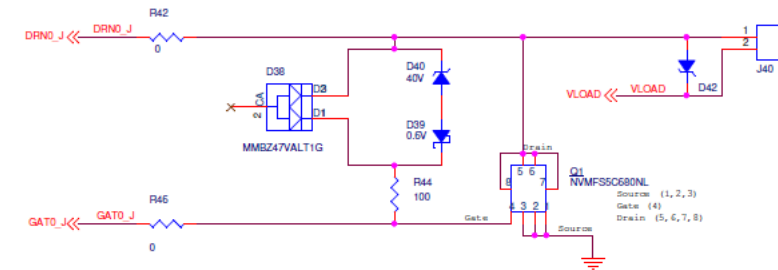 R42
DRN0_J
DRN0_J
0
1
2
J40
D38
D40
40V
CA
2
D1
D39
0.6V
MMBZ47VALT1G
VLOAD
VLOAD
D42
Drain
5 6
8
7
Q1
NVMFS5C680NL
Source (1,2,3)
Gate (4)
Drain (5,6,7,8)
R44
100
R45
GAT0_J
GAT0_J
0
Gate
4 3 2 1
Source